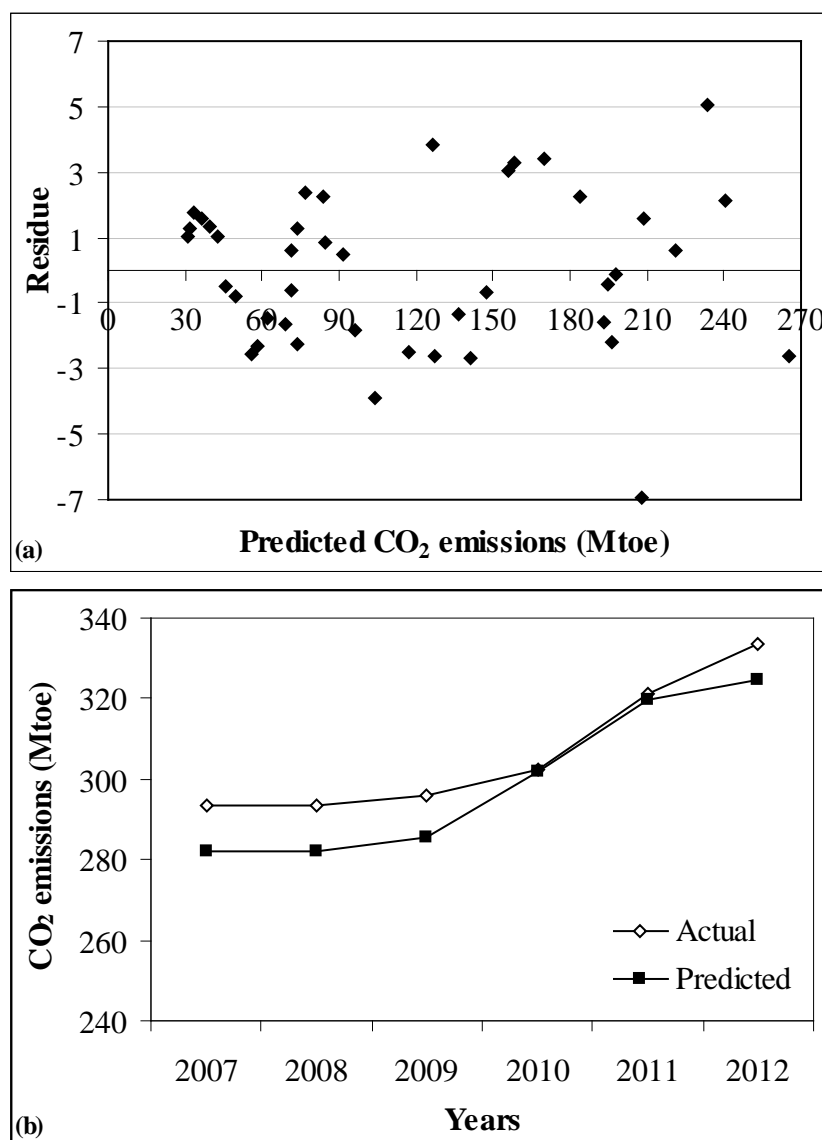 7
5
3
1
-1
-3
-5
-7
0 30 60 90 120 150 180 210 240 270
Residue
Predicted CO₂ emissions (Mtoe)
(a)
340
320
300
280
260
240
CO₂ emissions (Mtoe)
Actual
Predicted
2007 2008 2009 2010 2011 2012
Years
(b)